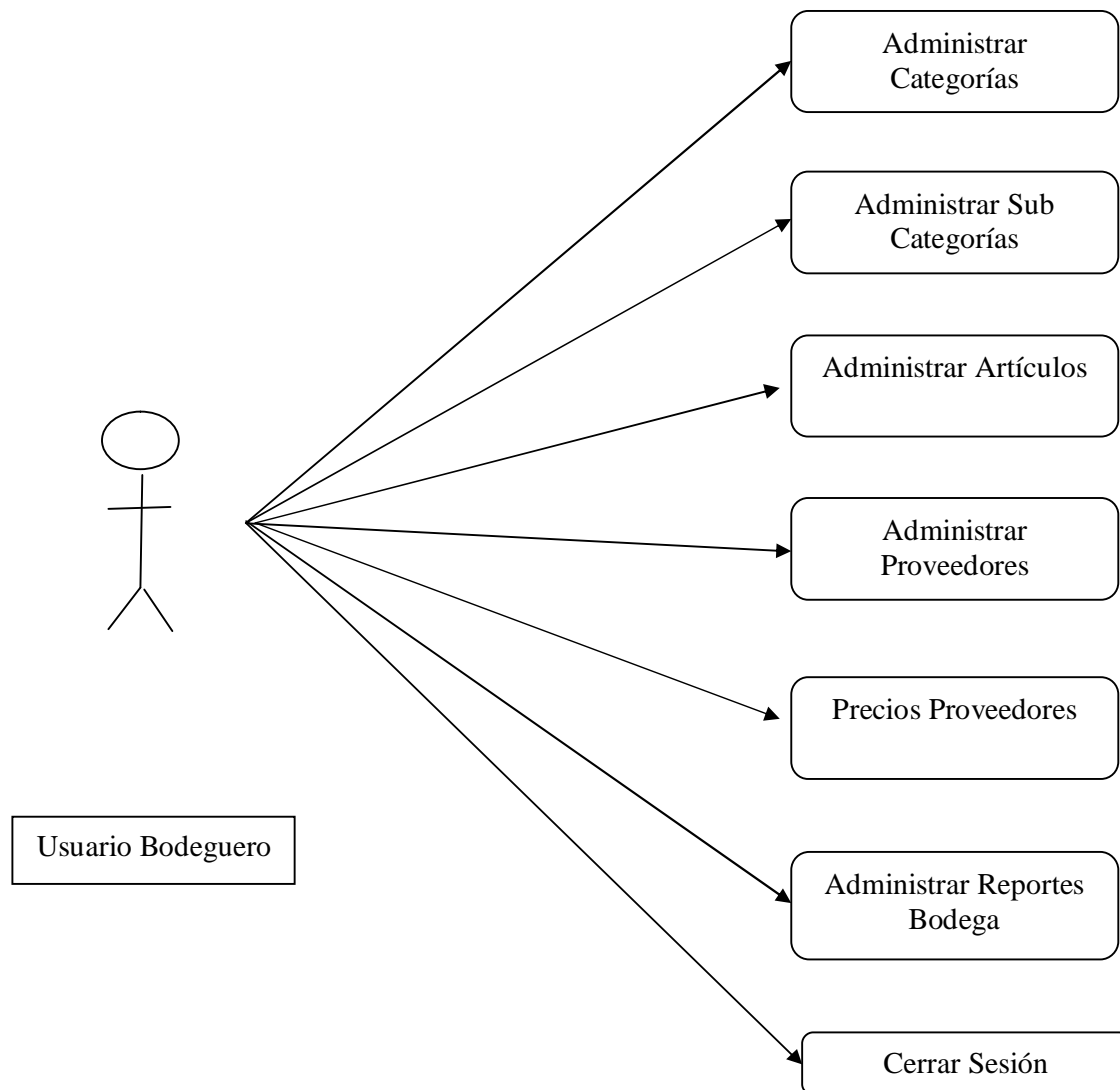 Administrar
Categorías
Administrar Sub
Categorías
Administrar Artículos
Administrar
Proveedores
Precios Proveedores
Usuario Bodeguero
Administrar Reportes
Bodega
Cerrar Sesión